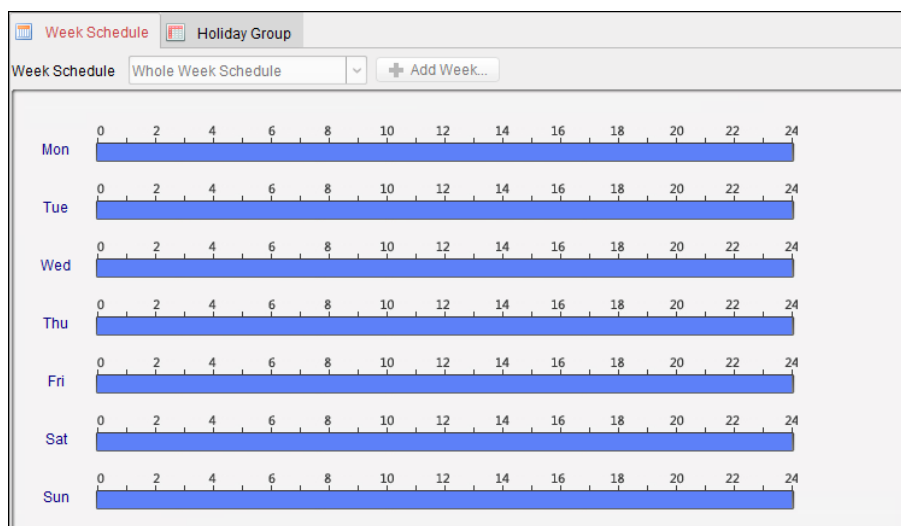 Week Schedule Holiday Group
Week Schedule Whole Week Schedule Add Week...
0 2 4 6 8 10 12 14 16 18 20 22 24
Mon
0 2 4 6 8 10 12 14 16 18 20 22 24
Tue
0 2 4 6 8 10 12 14 16 18 20 22 24
Wed
0 2 4 6 8 10 12 14 16 18 20 22 24
Thu
0 2 4 6 8 10 12 14 16 18 20 22 24
Fri
0 2 4 6 8 10 12 14 16 18 20 22 24
Sat
0 2 4 6 8 10 12 14 16 18 20 22 24
Sun